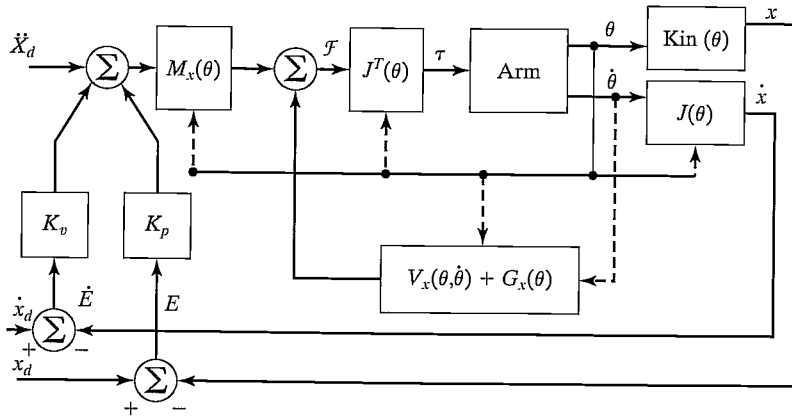 Ẍ_d
Σ
M_x(θ)
Σ
ℱ
J^T(θ)
τ
Arm
θ
Kin (θ)
x
θ̇
J(θ)
ẋ
K_v
K_p
V_x(θ,θ̇) + G_x(θ)
ẋ_d
Ė
E
Σ
+
−
x_d
Σ
+
−